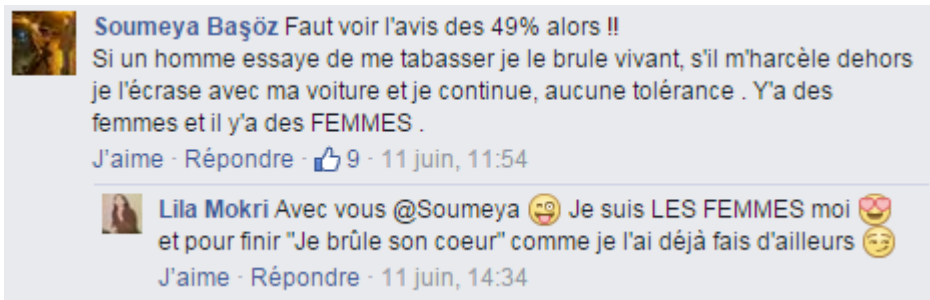 Soumeya Başöz Faut voir l'avis des 49% alors !!
Si un homme essaye de me tabasser je le brule vivant, s'il m'harcèle dehors
je l'écrase avec ma voiture et je continue, aucune tolérance . Y'a des
femmes et il y'a des FEMMES .
J'aime · Répondre · 9 · 11 juin, 11:54
Lila Mokri Avec vous @Soumeya 😜 Je suis LES FEMMES moi 😍
et pour finir "Je brûle son coeur" comme je l'ai déjà fais d'ailleurs 😏
J'aime · Répondre · 11 juin, 14:34